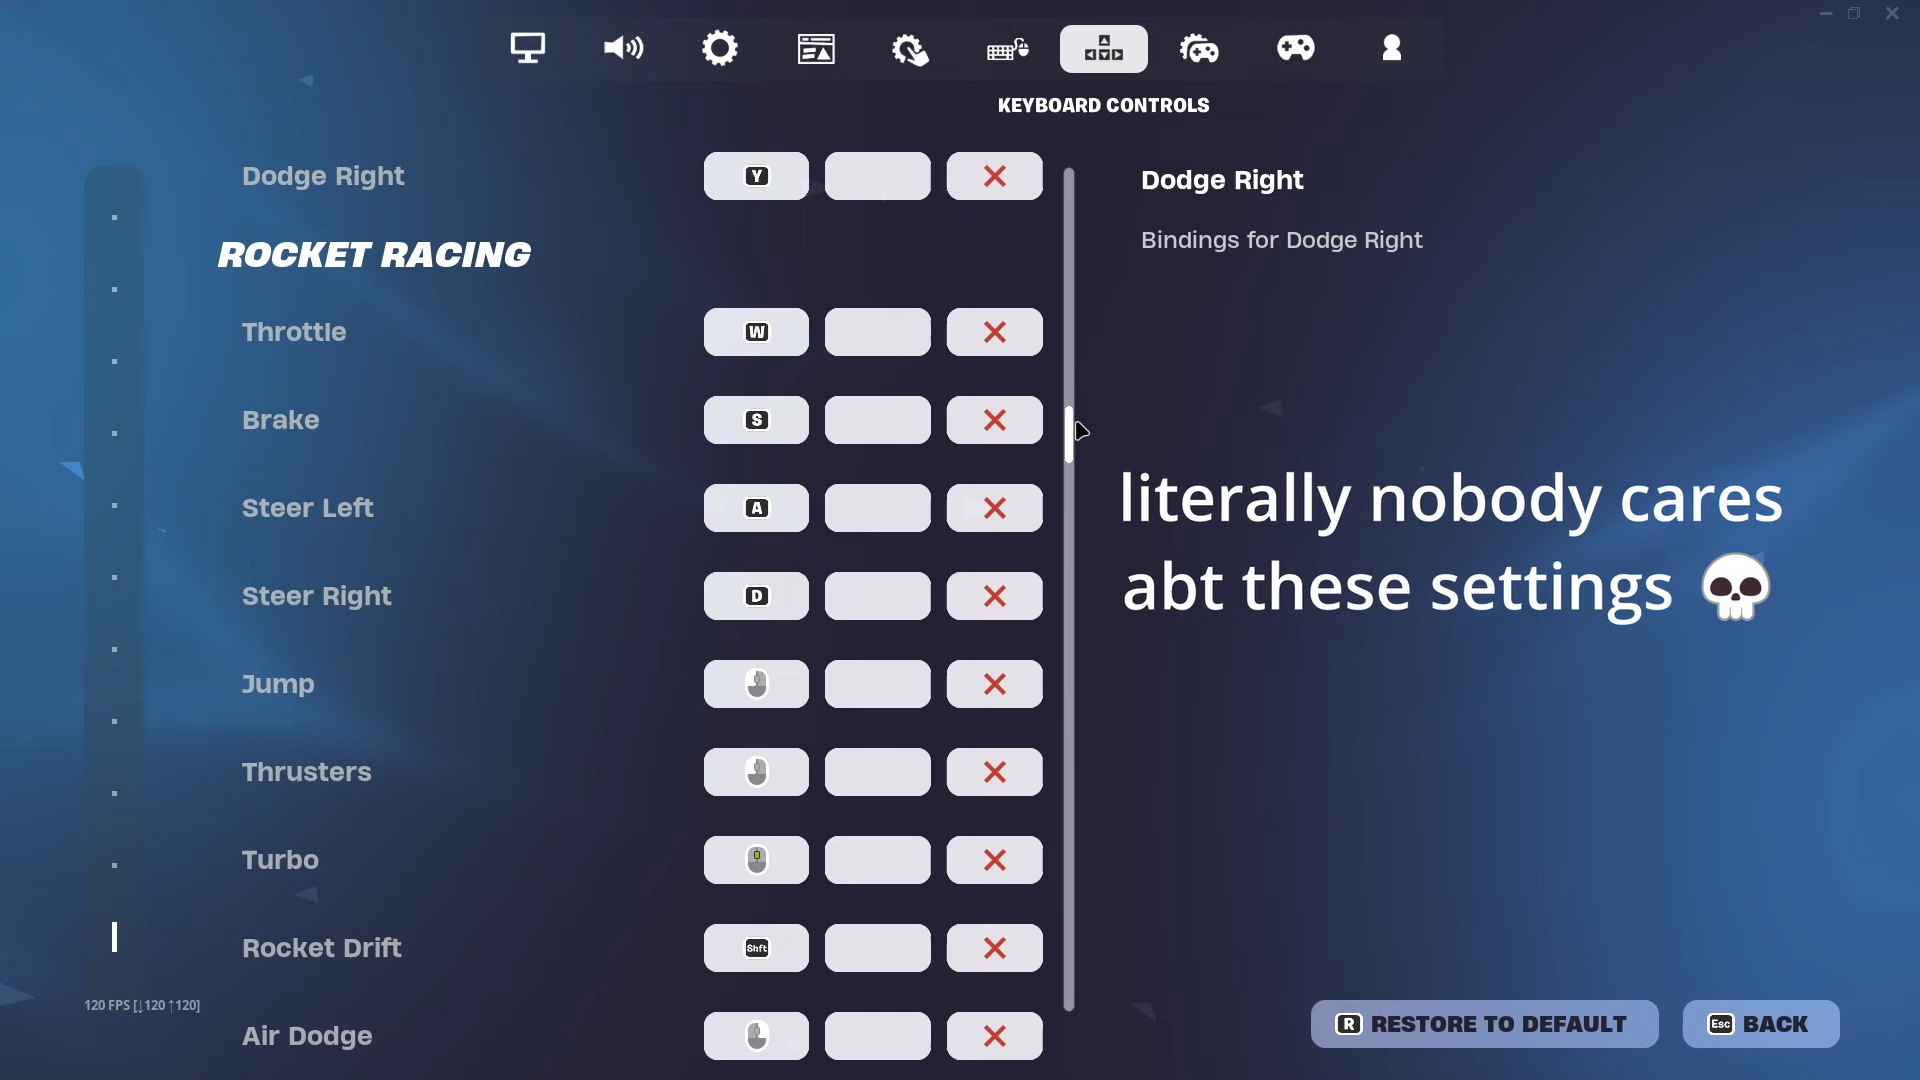 KEYBOARD CONTROLS
Dodge Right Y
ROCKET RACING
Throttle W
Brake S
Steer Left A
Steer Right D
Jump
Thrusters
Turbo
Rocket Drift Shft
Air Dodge
Dodge Right
Bindings for Dodge Right
literally nobody cares
abt these settings 💀
120 FPS [↓120 ↑120]
R RESTORE TO DEFAULT
Esc BACK